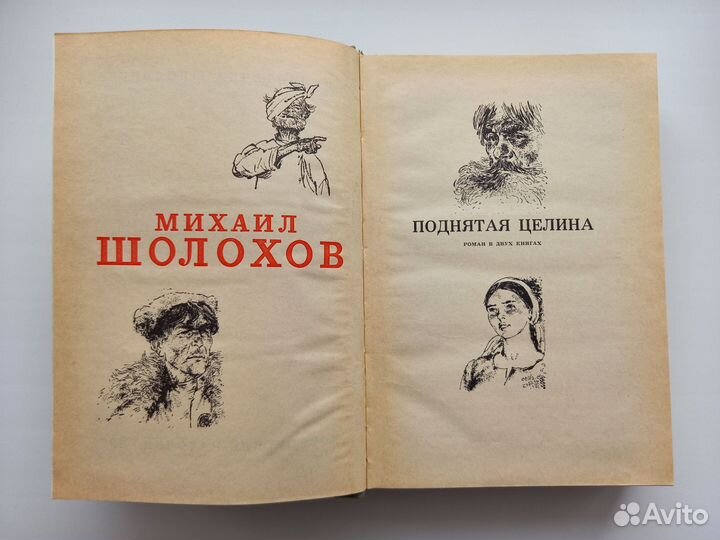 МИХАИЛ
ШОЛОХОВ
ПОДНЯТАЯ ЦЕЛИНА
РОМАН В ДВУХ КНИГАХ
Avito